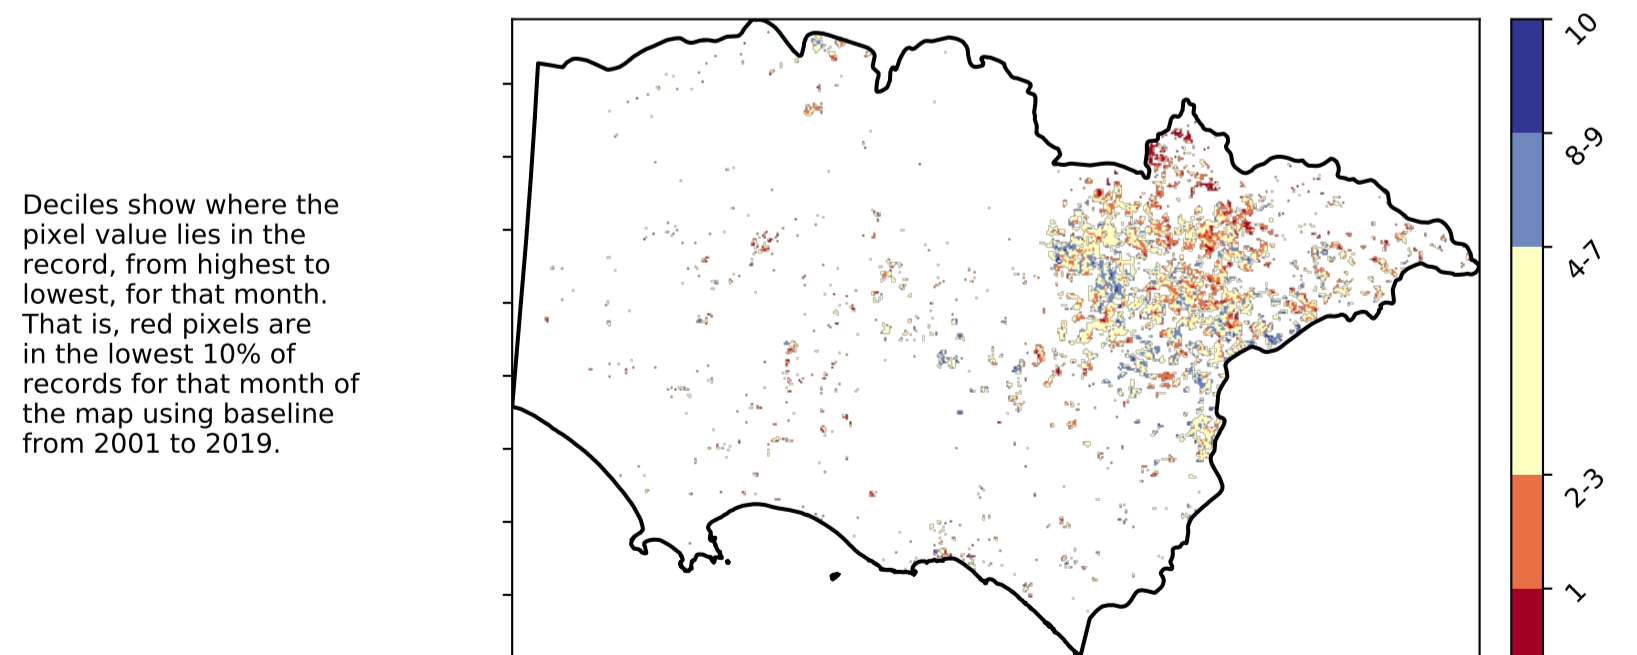 Deciles show where the
pixel value lies in the
record, from highest to
lowest, for that month.
That is, red pixels are
in the lowest 10% of
records for that month of
the map using baseline
from 2001 to 2019.
10
8-9
4-7
2-3
1